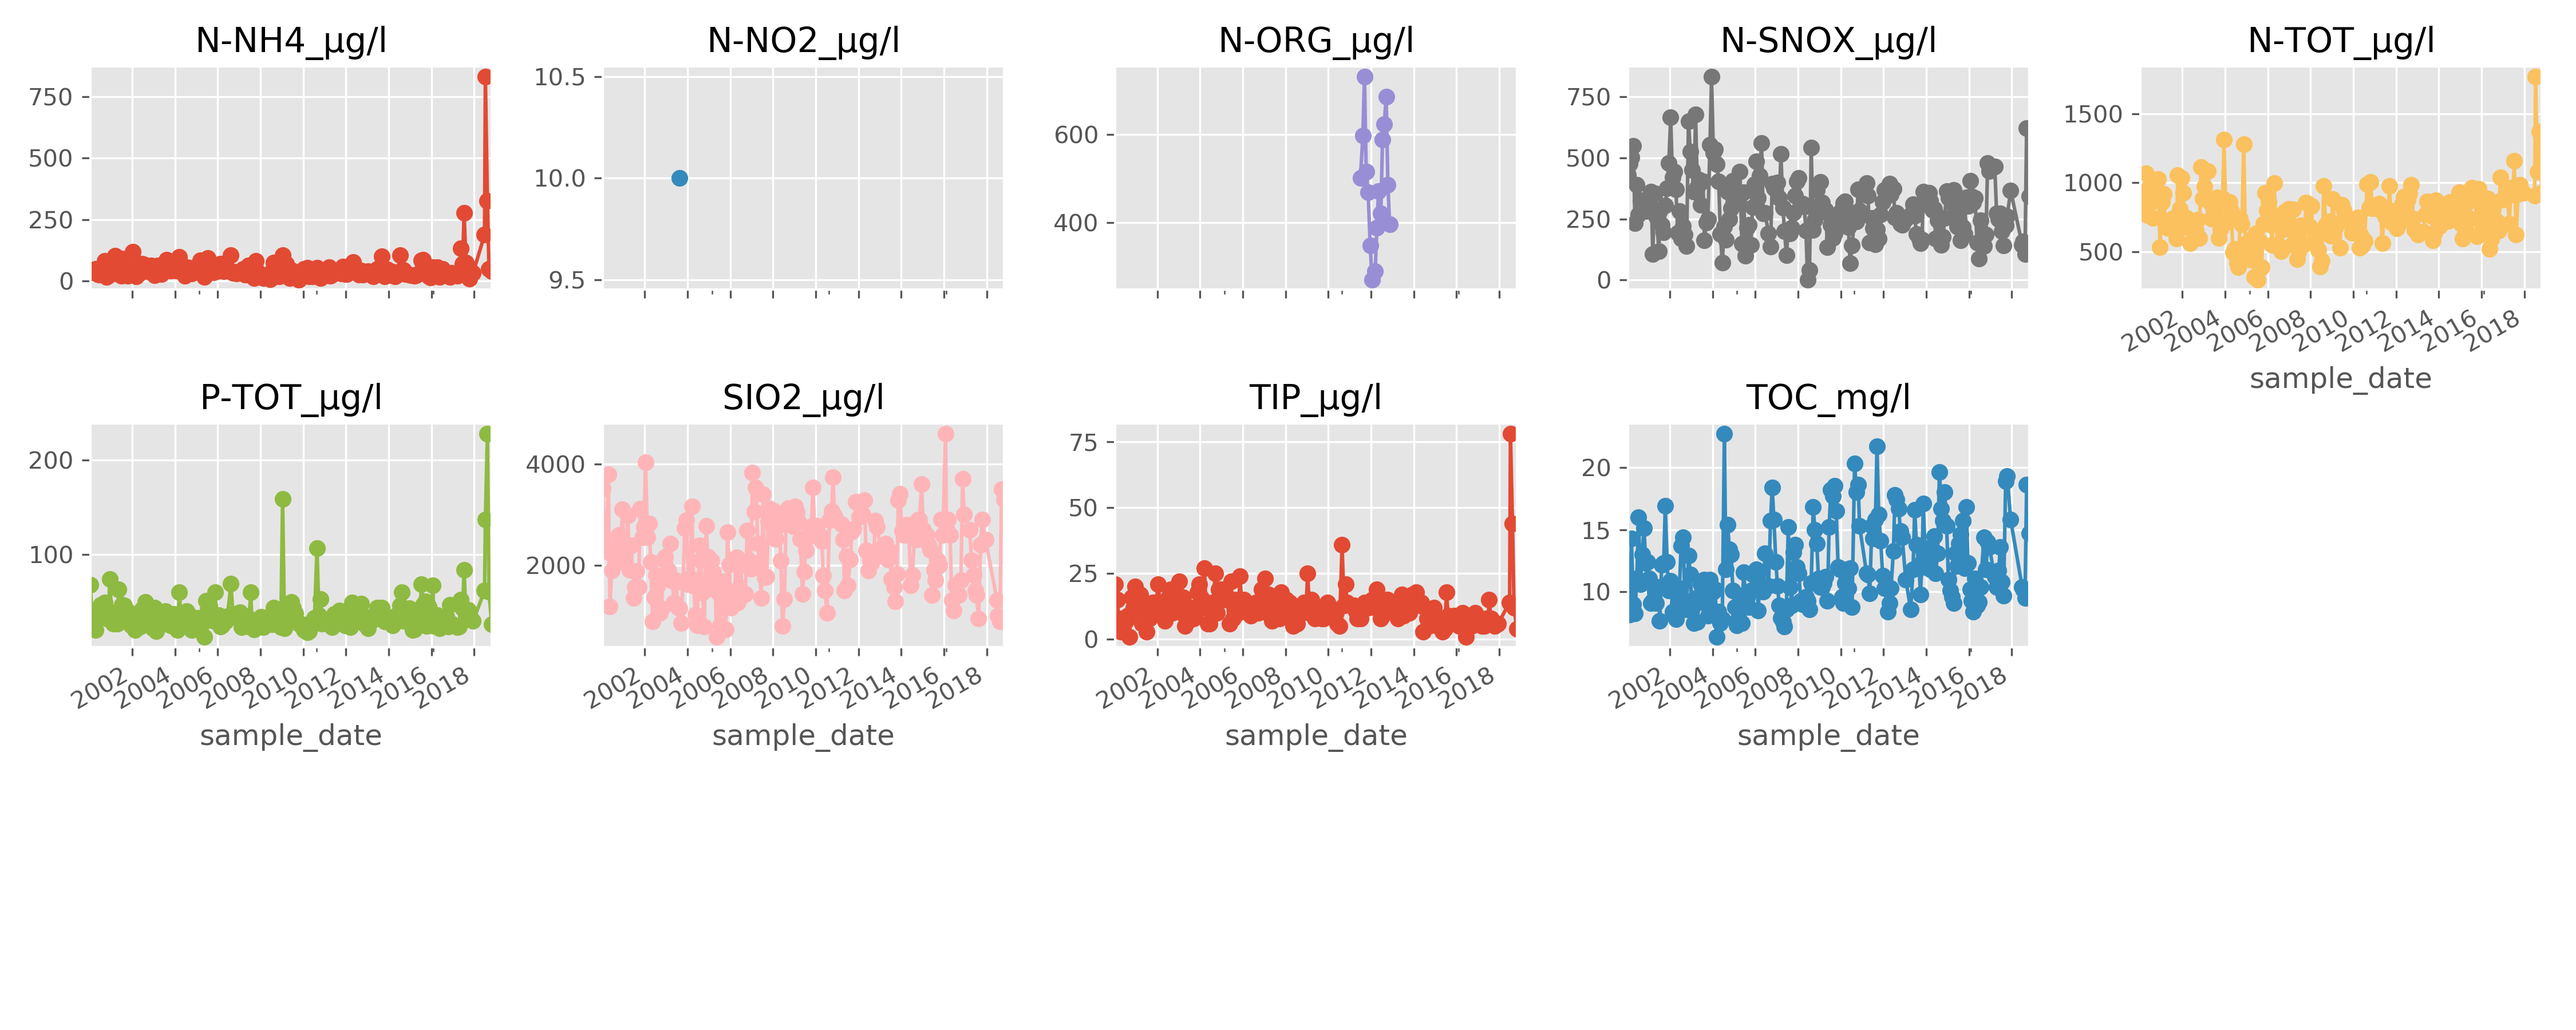 N-NH4_µg/l
750
500
250
0
N-NO2_µg/l
10.5
10.0
9.5
N-ORG_µg/l
600
400
N-SNOX_µg/l
750
500
250
0
N-TOT_µg/l
1500
1000
500
2002 2004 2006 2008 2010 2012 2014 2016 2018
sample_date
P-TOT_µg/l
200
100
2002 2004 2006 2008 2010 2012 2014 2016 2018
sample_date
SIO2_µg/l
4000
2000
2002 2004 2006 2008 2010 2012 2014 2016 2018
sample_date
TIP_µg/l
75
50
25
0
2002 2004 2006 2008 2010 2012 2014 2016 2018
sample_date
TOC_mg/l
20
15
10
2002 2004 2006 2008 2010 2012 2014 2016 2018
sample_date